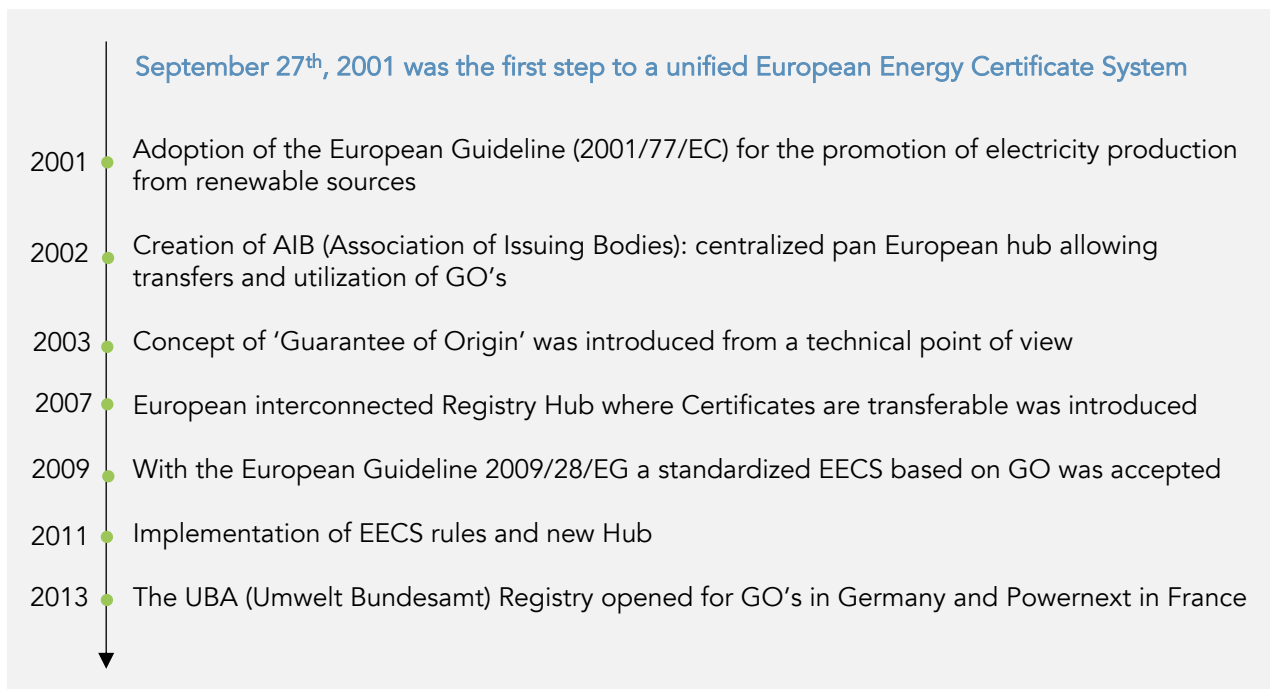 September 27th, 2001 was the first step to a unified European Energy Certificate System
2001
Adoption of the European Guideline (2001/77/EC) for the promotion of electricity production
from renewable sources
2002
Creation of AIB (Association of Issuing Bodies): centralized pan European hub allowing
transfers and utilization of GO’s
2003
Concept of ‘Guarantee of Origin’ was introduced from a technical point of view
2007
European interconnected Registry Hub where Certificates are transferable was introduced
2009
With the European Guideline 2009/28/EG a standardized EECS based on GO was accepted
2011
Implementation of EECS rules and new Hub
2013
The UBA (Umwelt Bundesamt) Registry opened for GO’s in Germany and Powernext in France